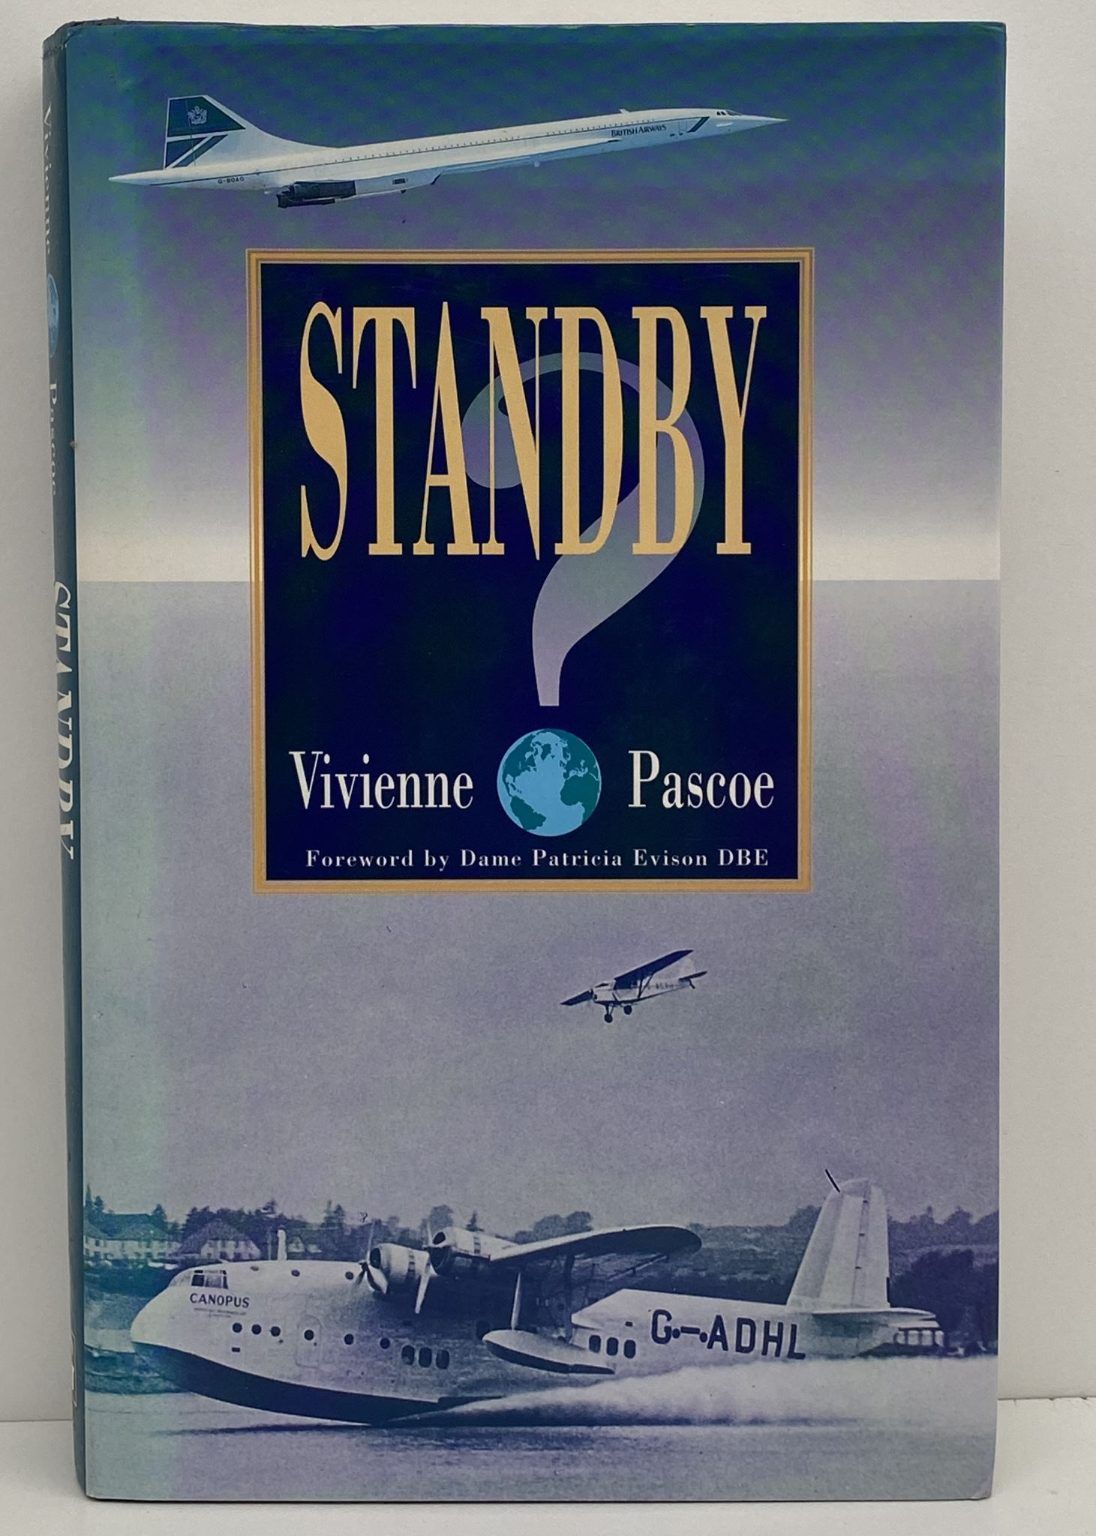 BRITISH AIRWAYS
G-BOAG
STANDBY
?
Vivienne Pascoe
Foreword by Dame Patricia Evison DBE
CANOPUS
G-ADHL
Vivienne Pascoe STANDBY